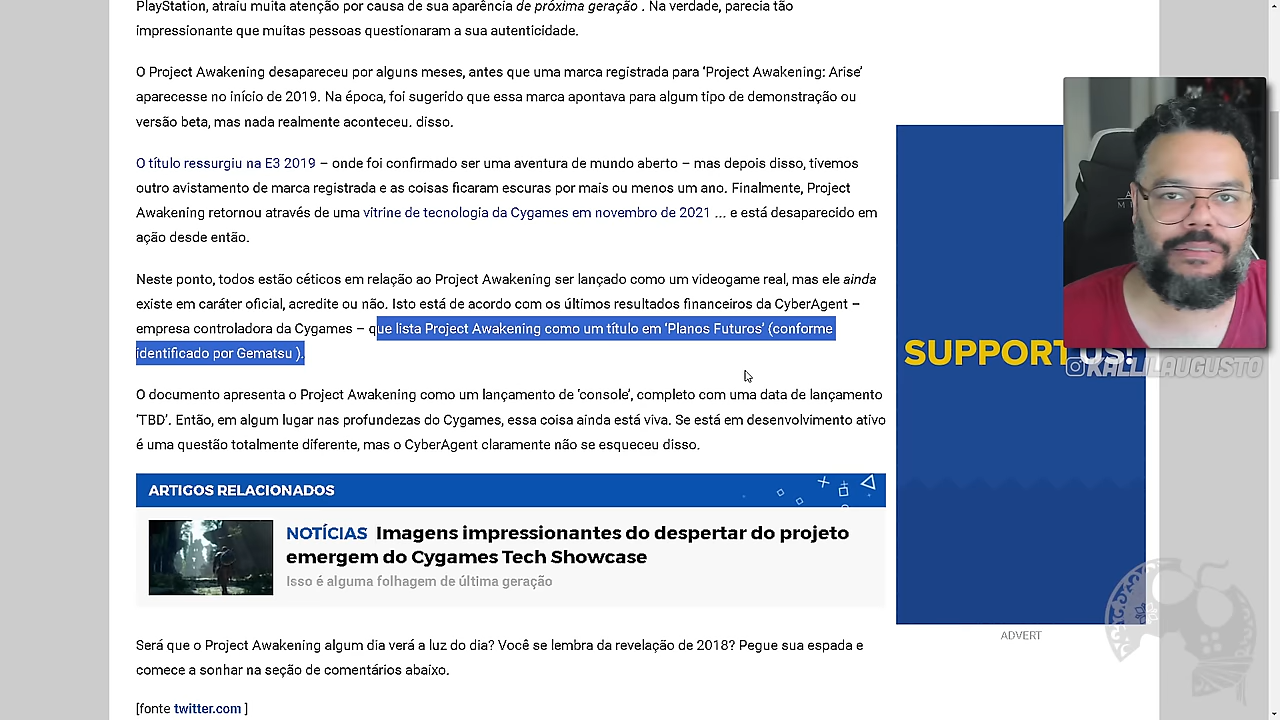 PlayStation, atraiu muita atenção por causa de sua aparência de próxima geração . Na verdade, parecia tão
impressionante que muitas pessoas questionaram a sua autenticidade.
O Project Awakening desapareceu por alguns meses, antes que uma marca registrada para ‘Project Awakening: Arise’
aparecesse no início de 2019. Na época, foi sugerido que essa marca apontava para algum tipo de demonstração ou
versão beta, mas nada realmente aconteceu. disso.
O título ressurgiu na E3 2019 – onde foi confirmado ser uma aventura de mundo aberto – mas depois disso, tivemos
outro avistamento de marca registrada e as coisas ficaram escuras por mais ou menos um ano. Finalmente, Project
Awakening retornou através de uma vitrine de tecnologia da Cygames em novembro de 2021 ... e está desaparecido em
ação desde então.
Neste ponto, todos estão céticos em relação ao Project Awakening ser lançado como um videogame real, mas ele ainda
existe em caráter oficial, acredite ou não. Isto está de acordo com os últimos resultados financeiros da CyberAgent –
empresa controladora da Cygames – que lista Project Awakening como um título em ‘Planos Futuros’ (conforme
identificado por Gematsu ).
O documento apresenta o Project Awakening como um lançamento de ‘console’, completo com uma data de lançamento
‘TBD’. Então, em algum lugar nas profundezas do Cygames, essa coisa ainda está viva. Se está em desenvolvimento ativo
é uma questão totalmente diferente, mas o CyberAgent claramente não se esqueceu disso.
ARTIGOS RELACIONADOS
NOTÍCIAS Imagens impressionantes do despertar do projeto
emergem do Cygames Tech Showcase
Isso é alguma folhagem de última geração
Será que o Project Awakening algum dia verá a luz do dia? Você se lembra da revelação de 2018? Pegue sua espada e
comece a sonhar na seção de comentários abaixo.
[fonte twitter.com ]
SUPPORT US!
ADVERT
KALLILAUGUSTO